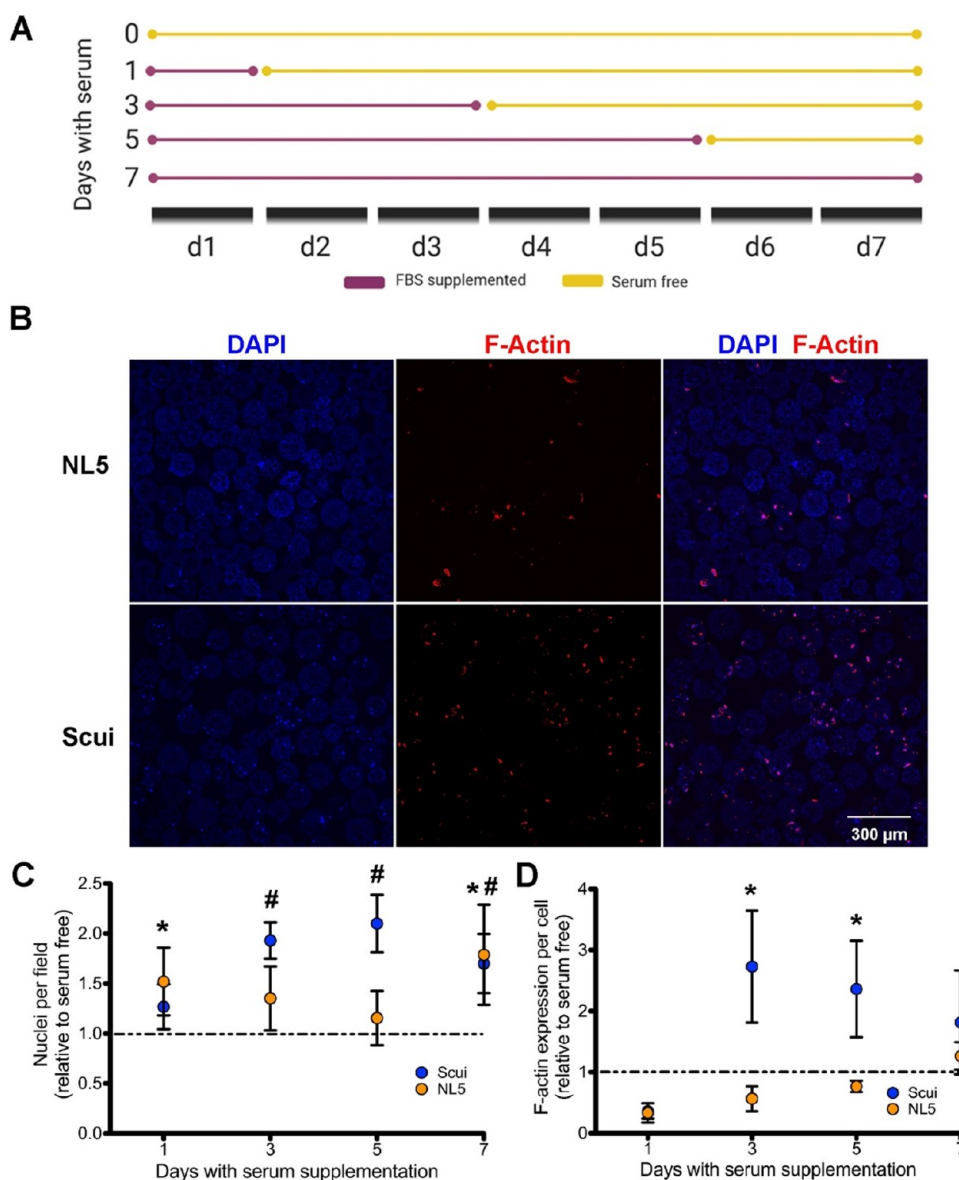 A
Days with serum
0
1
3
5
7
d1 d2 d3 d4 d5 d6 d7
FBS supplemented Serum free
B
DAPI F-Actin DAPI F-Actin
NL5
Scui
300 µm
C
Nuclei per field
(relative to serum free)
2.5
2.0
1.5
1.0
0.5
0.0
* # # * #
Scui
NL5
1 3 5 7
Days with serum supplementation
D
F-actin expression per cell
(relative to serum free)
4
3
2
1
0
* *
Scui
NL5
1 3 5 7
Days with serum supplementation